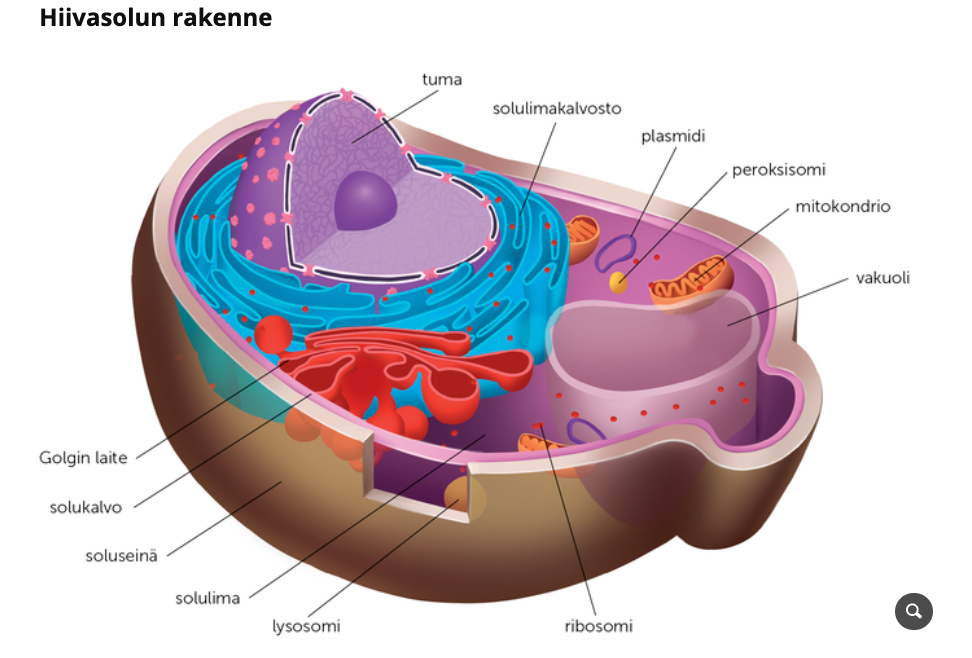 Hiivasolun rakenne
tuma
solulimakalvosto
plasmidi
peroksisomi
mitokondrio
vakuoli
Golgin laite
solukalvo
soluseinä
solulima
lysosomi
ribosomi